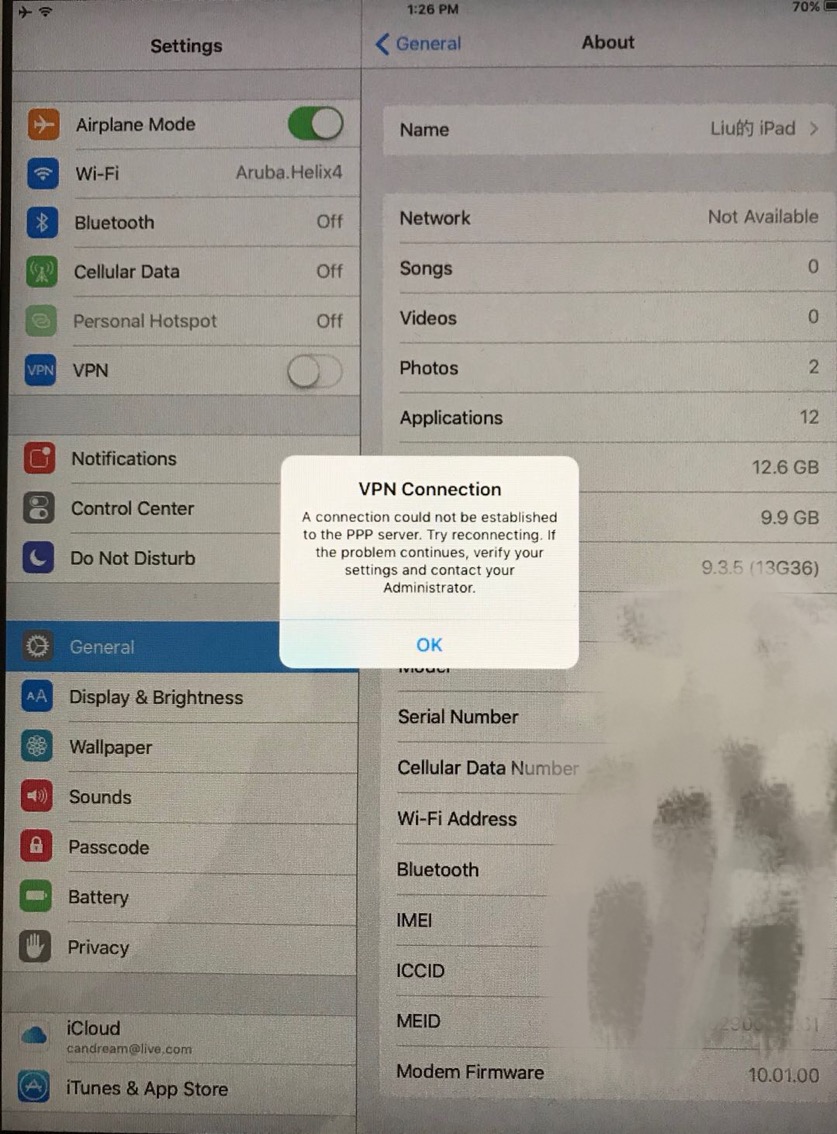 1:26 PM
70%
Settings
Airplane Mode
Wi-Fi Aruba.Helix4
Bluetooth Off
Cellular Data Off
Personal Hotspot Off
VPN VPN
Notifications
Control Center
Do Not Disturb
General
AA Display & Brightness
Wallpaper
Sounds
Passcode
Battery
Privacy
iCloud
candream@live.com
iTunes & App Store
General
About
Name Liu的 iPad
Network Not Available
Songs 0
Videos 0
Photos 2
Applications 12
12.6 GB
9.9 GB
9.3.5 (13G36)
Model
Serial Number
Cellular Data Number
Wi-Fi Address
Bluetooth
IMEI
ICCID
MEID
Modem Firmware 10.01.00
VPN Connection
A connection could not be established
to the PPP server. Try reconnecting. If
the problem continues, verify your
settings and contact your
Administrator.
OK